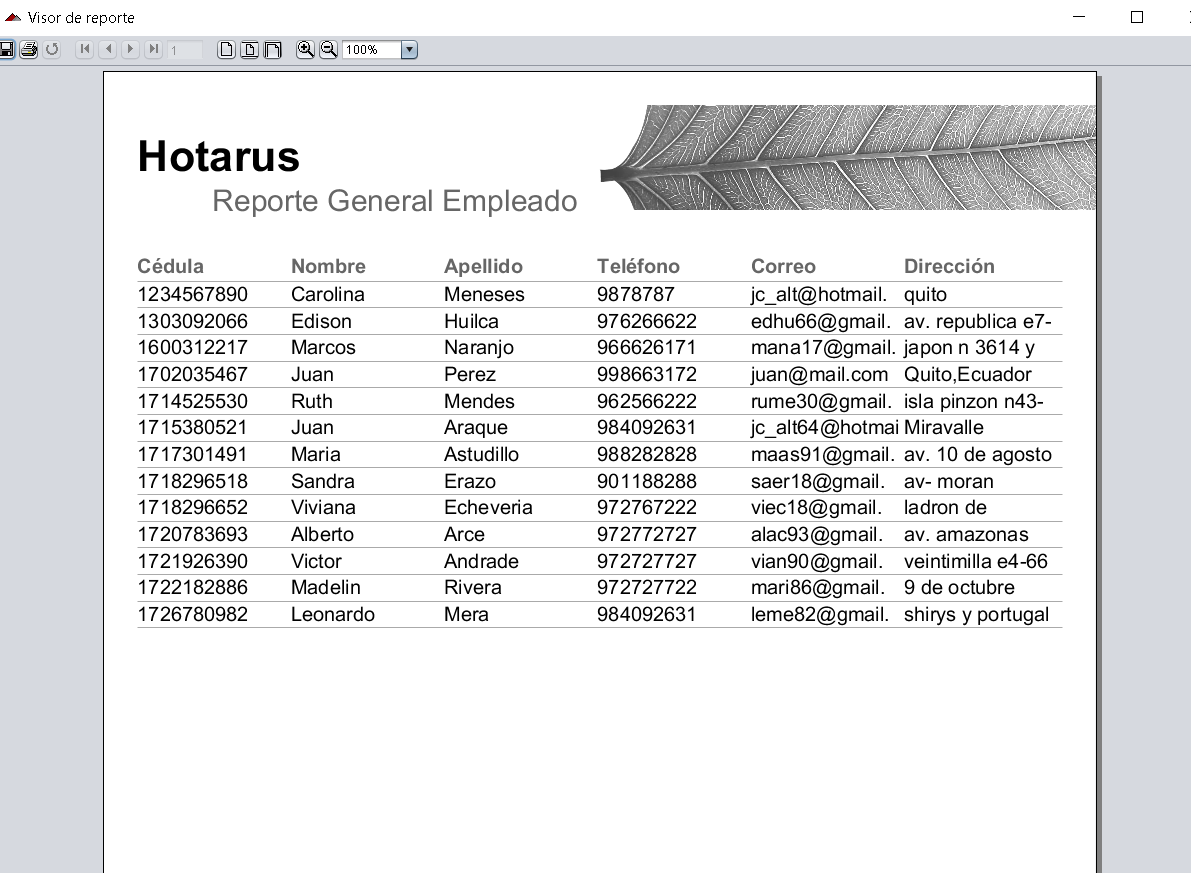 Visor de reporte
1
100%
Hotarus
Reporte General Empleado
Cédula Nombre Apellido Teléfono Correo Dirección
1234567890 Carolina Meneses 9878787 jc_alt@hotmail. quito
1303092066 Edison Huilca 976266622 edhu66@gmail. av. republica e7-
1600312217 Marcos Naranjo 966626171 mana17@gmail. japon n 3614 y
1702035467 Juan Perez 998663172 juan@mail.com Quito,Ecuador
1714525530 Ruth Mendes 962566222 rume30@gmail. isla pinzon n43-
1715380521 Juan Araque 984092631 jc_alt64@hotmai Miravalle
1717301491 Maria Astudillo 988282828 maas91@gmail. av. 10 de agosto
1718296518 Sandra Erazo 901188288 saer18@gmail. av- moran
1718296652 Viviana Echeveria 972767222 viec18@gmail. ladron de
1720783693 Alberto Arce 972772727 alac93@gmail. av. amazonas
1721926390 Victor Andrade 972727727 vian90@gmail. veintimilla e4-66
1722182886 Madelin Rivera 972727722 mari86@gmail. 9 de octubre
1726780982 Leonardo Mera 984092631 leme82@gmail. shirys y portugal